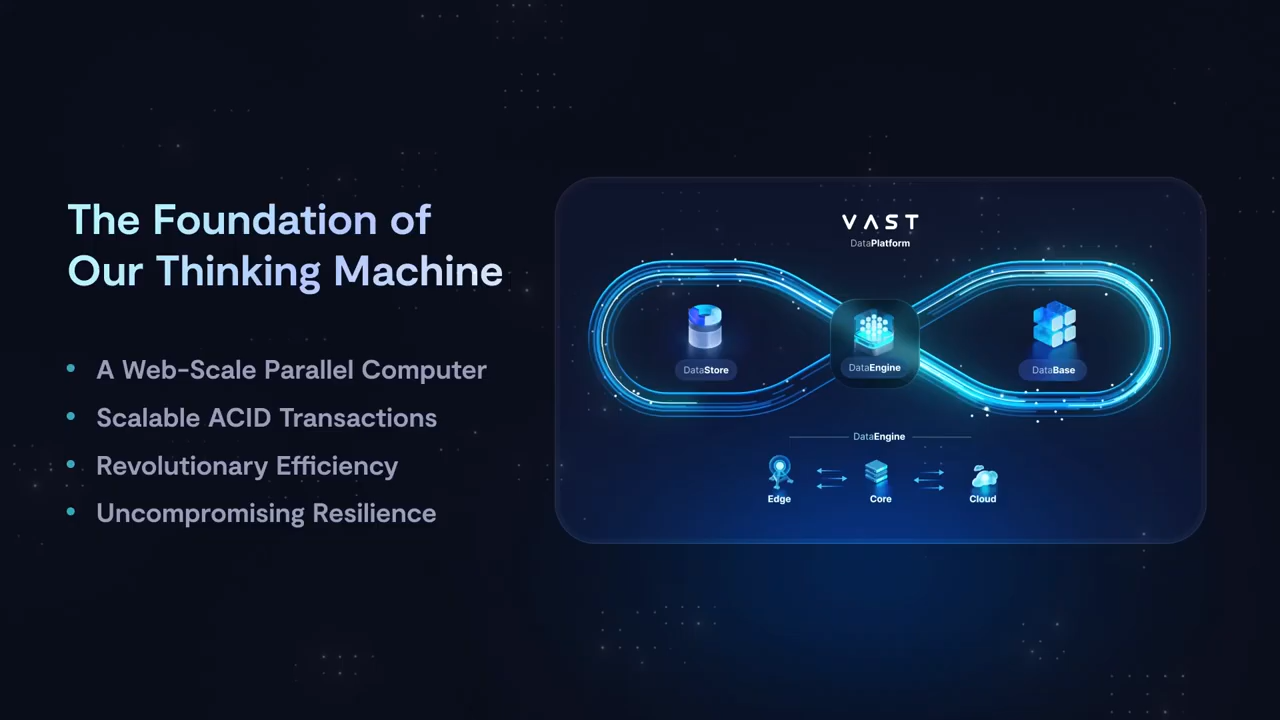 The Foundation of
Our Thinking Machine
• A Web-Scale Parallel Computer
• Scalable ACID Transactions
• Revolutionary Efficiency
• Uncompromising Resilience
VAST
DataPlatform
DataStore
DataEngine
DataBase
DataEngine
Edge
Core
Cloud